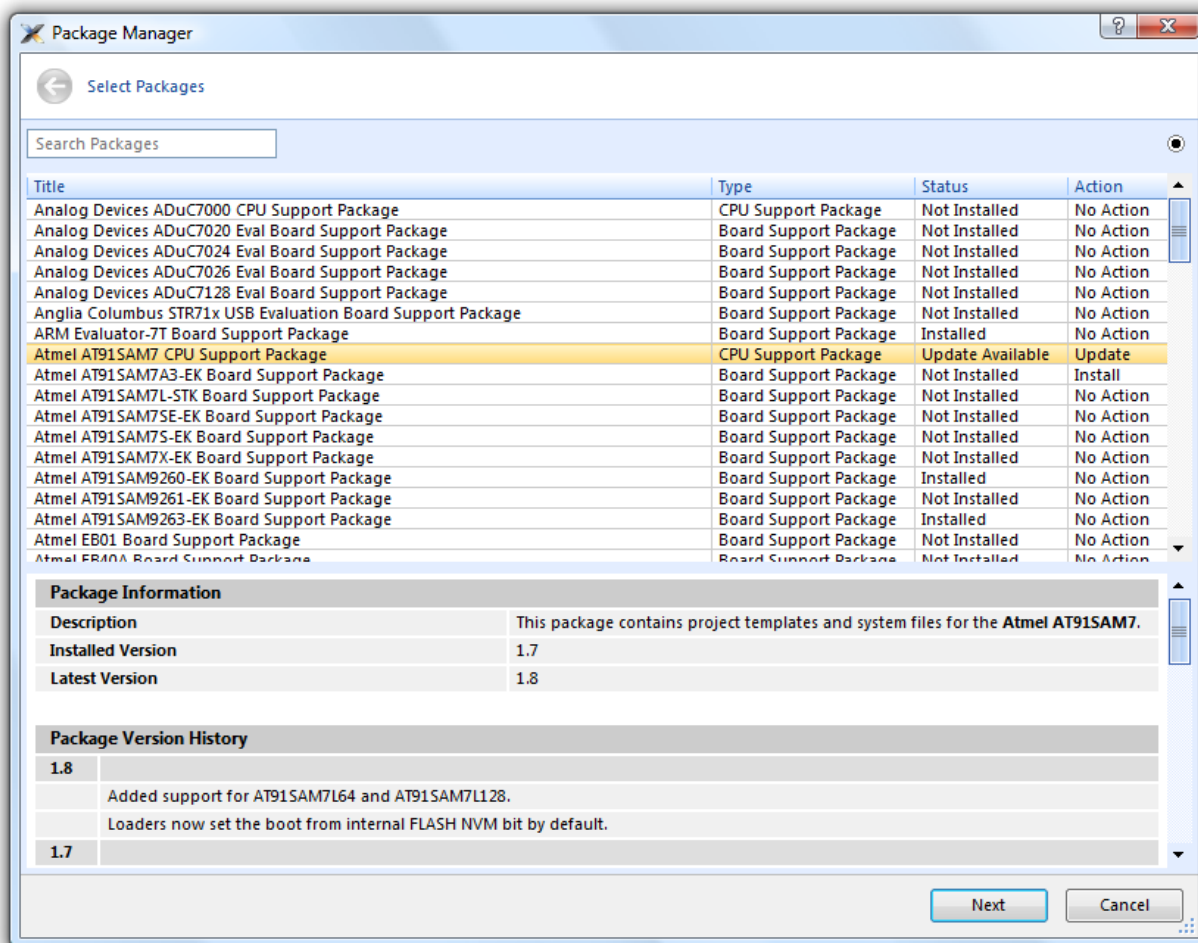 Package Manager
Select Packages
Search Packages
Title Type Status Action
Analog Devices ADuC7000 CPU Support Package CPU Support Package Not Installed No Action
Analog Devices ADuC7020 Eval Board Support Package Board Support Package Not Installed No Action
Analog Devices ADuC7024 Eval Board Support Package Board Support Package Not Installed No Action
Analog Devices ADuC7026 Eval Board Support Package Board Support Package Not Installed No Action
Analog Devices ADuC7128 Eval Board Support Package Board Support Package Not Installed No Action
Anglia Columbus STR71x USB Evaluation Board Support Package Board Support Package Not Installed No Action
ARM Evaluator-7T Board Support Package Board Support Package Installed No Action
Atmel AT91SAM7 CPU Support Package CPU Support Package Update Available Update
Atmel AT91SAM7A3-EK Board Support Package Board Support Package Not Installed Install
Atmel AT91SAM7L-STK Board Support Package Board Support Package Not Installed No Action
Atmel AT91SAM7SE-EK Board Support Package Board Support Package Not Installed No Action
Atmel AT91SAM7S-EK Board Support Package Board Support Package Not Installed No Action
Atmel AT91SAM7X-EK Board Support Package Board Support Package Not Installed No Action
Atmel AT91SAM9260-EK Board Support Package Board Support Package Installed No Action
Atmel AT91SAM9261-EK Board Support Package Board Support Package Not Installed No Action
Atmel AT91SAM9263-EK Board Support Package Board Support Package Installed No Action
Atmel EB01 Board Support Package Board Support Package Not Installed No Action
Atmel EB40A Board Support Package Board Support Package Not Installed No Action
Package Information
Description This package contains project templates and system files for the Atmel AT91SAM7.
Installed Version 1.7
Latest Version 1.8
Package Version History
1.8
Added support for AT91SAM7L64 and AT91SAM7L128.
Loaders now set the boot from internal FLASH NVM bit by default.
1.7
Next Cancel